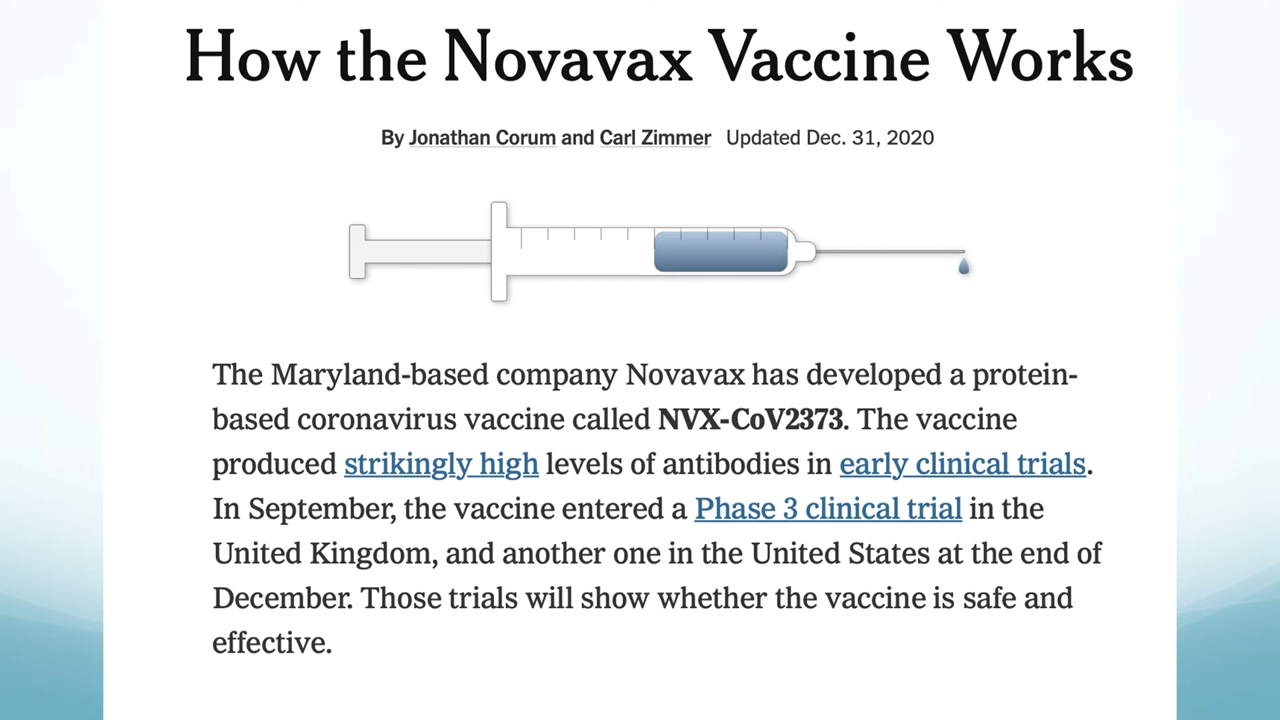 How the Novavax Vaccine Works
By Jonathan Corum and Carl Zimmer Updated Dec. 31, 2020
The Maryland-based company Novavax has developed a protein-
based coronavirus vaccine called NVX-CoV2373. The vaccine
produced strikingly high levels of antibodies in early clinical trials.
In September, the vaccine entered a Phase 3 clinical trial in the
United Kingdom, and another one in the United States at the end of
December. Those trials will show whether the vaccine is safe and
effective.